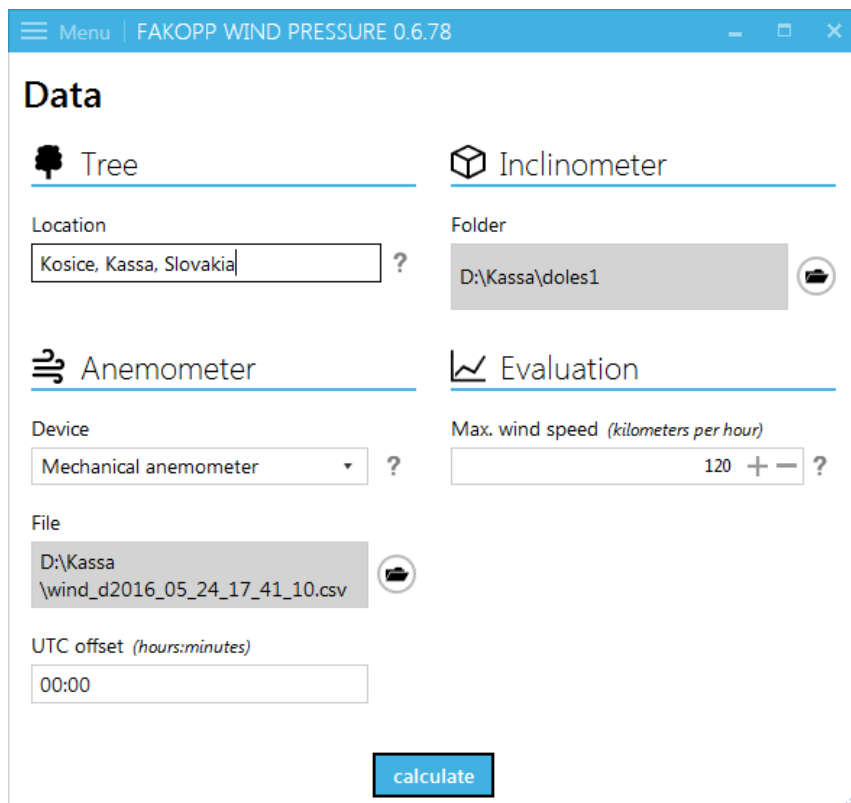 Menu | FAKOPP WIND PRESSURE 0.6.78
Data
Tree
Location
Kosice, Kassa, Slovakia
?
Inclinometer
Folder
D:\Kassa\doles1
Anemometer
Device
Mechanical anemometer
?
File
D:\Kassa
\wind_d2016_05_24_17_41_10.csv
UTC offset (hours:minutes)
00:00
Evaluation
Max. wind speed (kilometers per hour)
120 + − ?
calculate